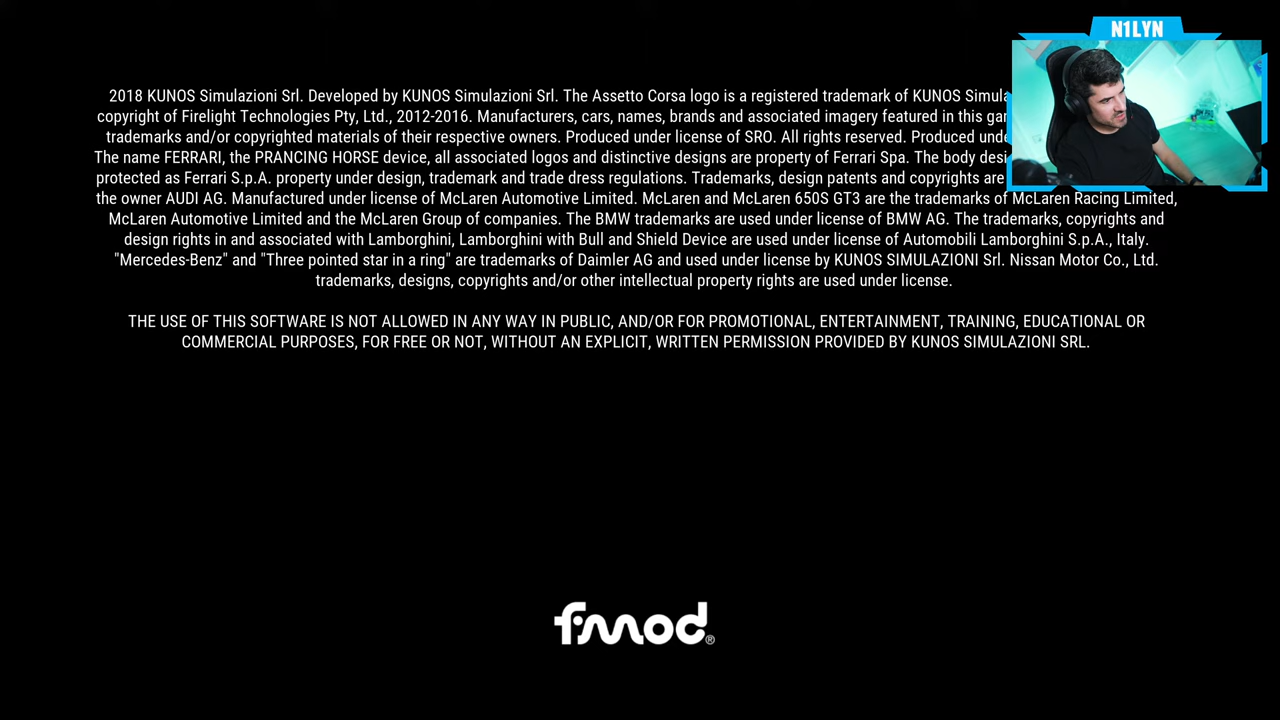 N1LYN
2018 KUNOS Simulazioni Srl. Developed by KUNOS Simulazioni Srl. The Assetto Corsa logo is a registered trademark of KUNOS
copyright of Firelight Technologies Pty, Ltd., 2012-2016. Manufacturers, cars, names, brands and associated imagery featured in this
trademarks and/or copyrighted materials of their respective owners. Produced under license of SRO. All rights reserved. Produced
The name FERRARI, the PRANCING HORSE device, all associated logos and distinctive designs are property of Ferrari Spa. The body
protected as Ferrari S.p.A. property under design, trademark and trade dress regulations. Trademarks, design patents and copyrights are
the owner AUDI AG. Manufactured under license of McLaren Automotive Limited. McLaren and McLaren 650S GT3 are the trademarks of McLaren Racing Limited,
McLaren Automotive Limited and the McLaren Group of companies. The BMW trademarks are used under license of BMW AG. The trademarks, copyrights and
design rights in and associated with Lamborghini, Lamborghini with Bull and Shield Device are used under license of Automobili Lamborghini S.p.A., Italy.
"Mercedes-Benz" and "Three pointed star in a ring" are trademarks of Daimler AG and used under license by KUNOS SIMULAZIONI Srl. Nissan Motor Co., Ltd.
trademarks, designs, copyrights and/or other intellectual property rights are used under license.
THE USE OF THIS SOFTWARE IS NOT ALLOWED IN ANY WAY IN PUBLIC, AND/OR FOR PROMOTIONAL, ENTERTAINMENT, TRAINING, EDUCATIONAL OR
COMMERCIAL PURPOSES, FOR FREE OR NOT, WITHOUT AN EXPLICIT, WRITTEN PERMISSION PROVIDED BY KUNOS SIMULAZIONI SRL.
fmod®